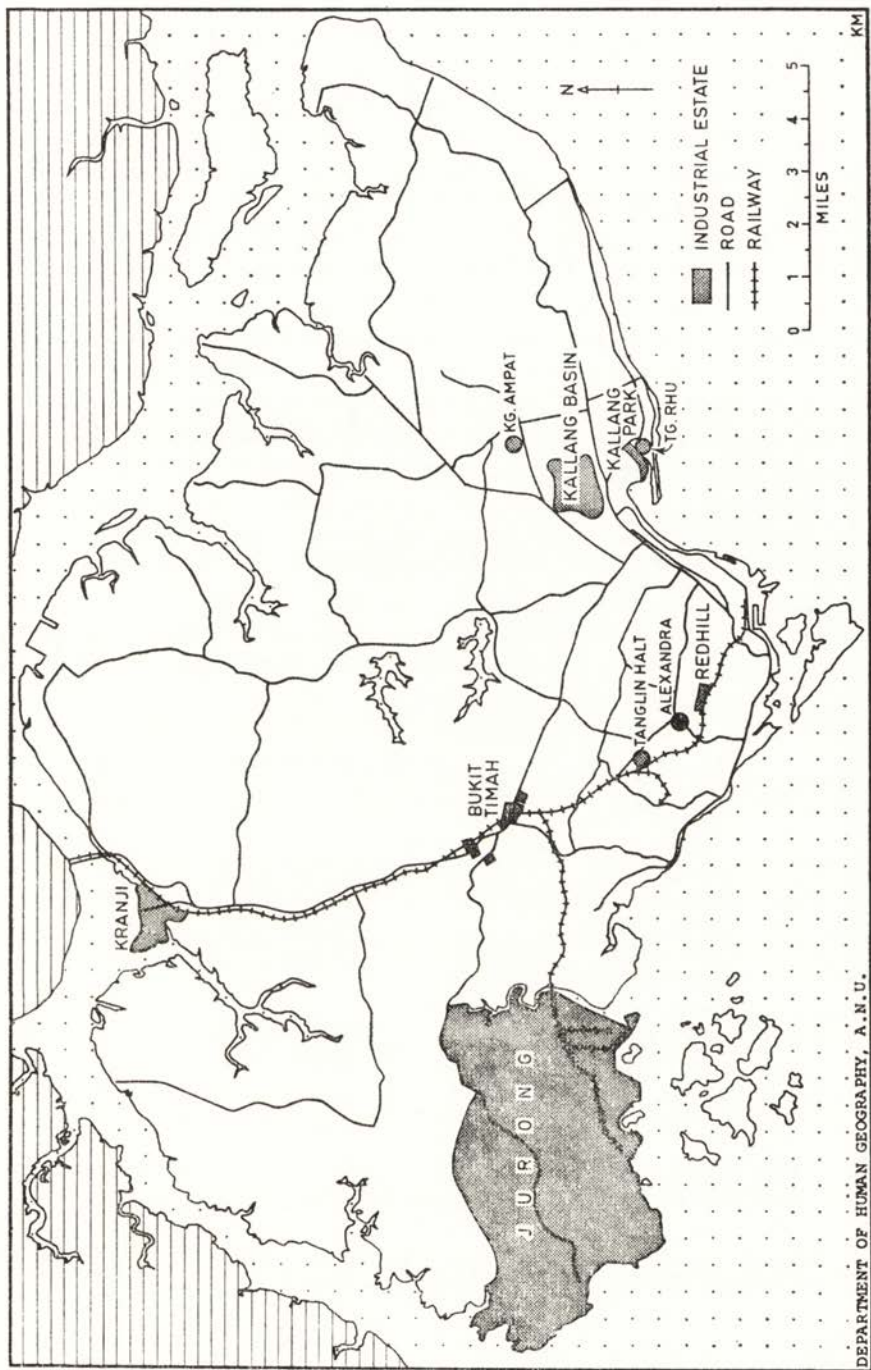 KRANJI
BUKIT
TIMAH
JURONG
TANGLIN HALT
ALEXANDRA
REDHILL
KG. AMPAT
KALLANG BASIN
KALLANG
PARK
TG. RHU
N
INDUSTRIAL ESTATE
ROAD
RAILWAY
0 1 2 3 4 5
MILES
DEPARTMENT OF HUMAN GEOGRAPHY, A.N.U.
KM